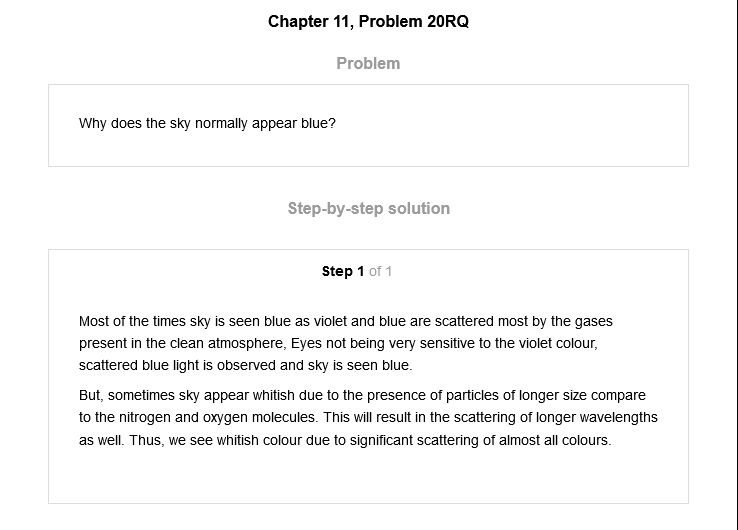 Chapter 11, Problem 20RQ
Problem
Why does the sky normally appear blue?
Step-by-step solution
Step 1 of 1
Most of the times sky is seen blue as violet and blue are scattered most by the gases
present in the clean atmosphere, Eyes not being very sensitive to the violet colour,
scattered blue light is observed and sky is seen blue.
But, sometimes sky appear whitish due to the presence of particles of longer size compare
to the nitrogen and oxygen molecules. This will result in the scattering of longer wavelengths
as well. Thus, we see whitish colour due to significant scattering of almost all colours.